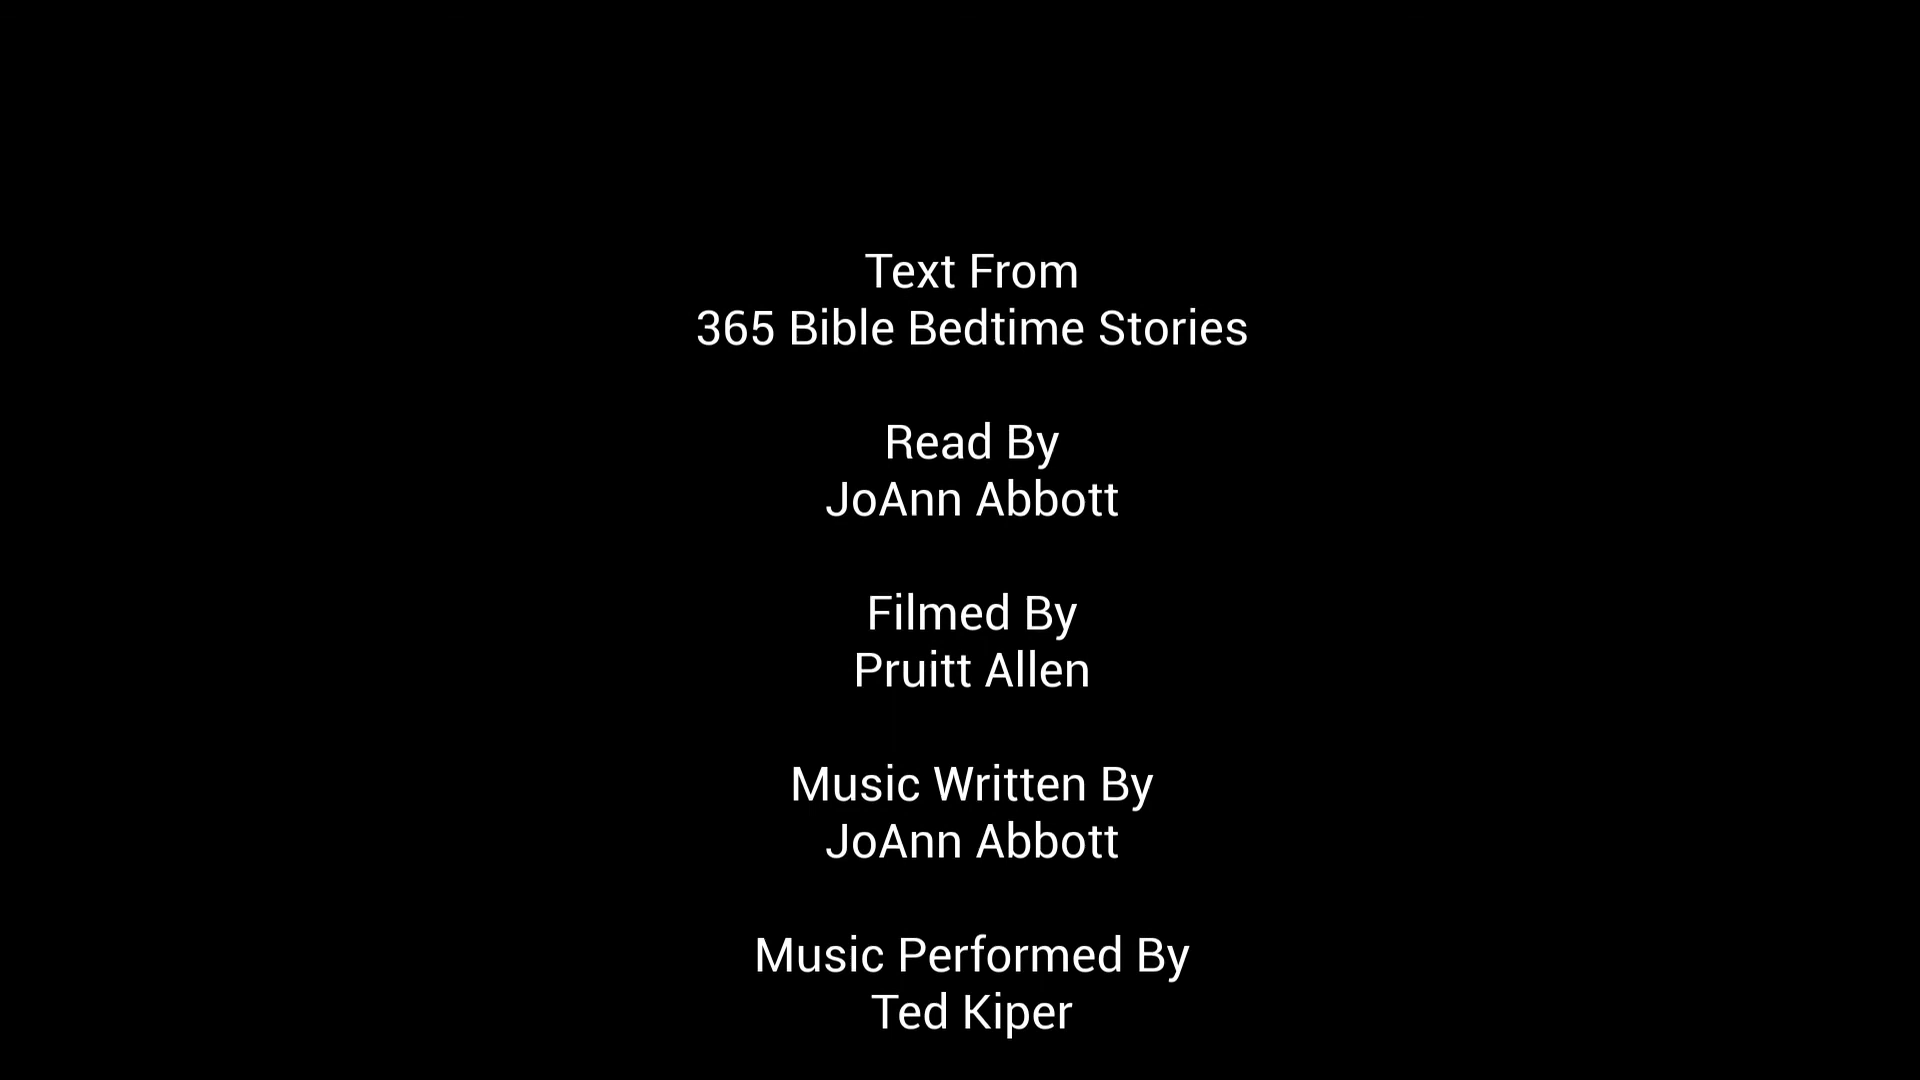 Text From
365 Bible Bedtime Stories
Read By
JoAnn Abbott
Filmed By
Pruitt Allen
Music Written By
JoAnn Abbott
Music Performed By
Ted Kiper